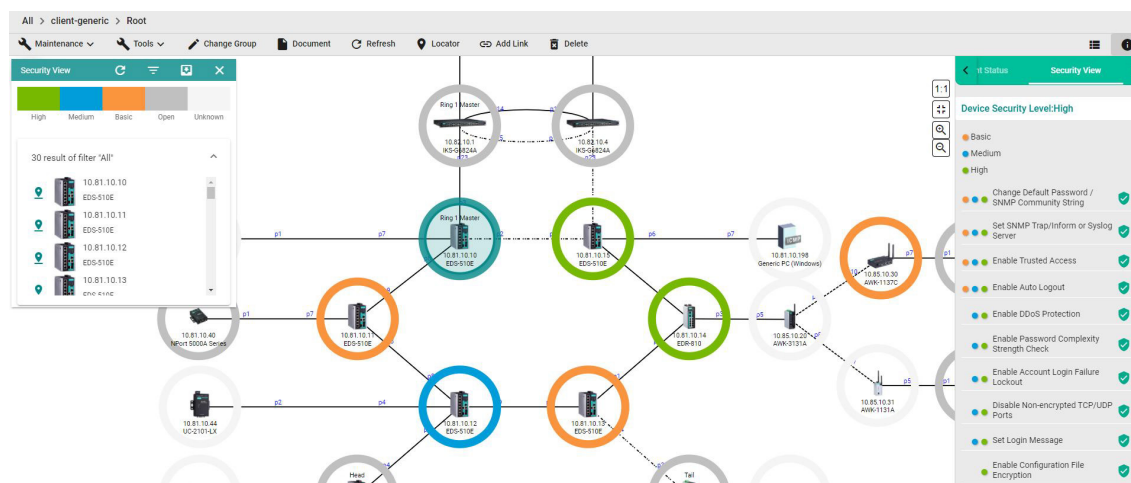 All > client-generic > Root
Maintenance
Tools
Change Group
Document
Refresh
Locator
Add Link
Delete
Security View
High
Medium
Basic
Open
Unknown
30 result of filter "All"
10.81.10.10
EDS-510E
10.81.10.11
EDS-510E
10.81.10.12
EDS-510E
10.81.10.13
EDS-510E
Ring 1 Master
10.82.10.1
IKS-G6824A
10.82.10.4
IKS-G6824A
Ring 1 Master
10.81.10.10
EDS-510E
10.81.10.15
EDS-510E
p1
p7
p6
p7
10.81.10.198
Generic PC (Windows)
10.85.10.30
AWK-1137C
p7
p1
10.81.10.40
NPort 5000A Series
p1
p7
10.81.10.11
EDS-510E
10.81.10.14
EDR-810
p5
10.85.10.20
AWK-3131A
10.85.10.31
AWK-1131A
p5
p1
10.81.10.44
UC-2101-LX
p2
p4
10.81.10.12
EDS-510E
10.81.10.13
EDS-510E
Head
Tail
1:1
Security View
Device Security Level:High
Basic
Medium
High
Change Default Password /
SNMP Community String
Set SNMP Trap/Inform or Syslog
Server
Enable Trusted Access
Enable Auto Logout
Enable DDoS Protection
Enable Password Complexity
Strength Check
Enable Account Login Failure
Lockout
Disable Non-encrypted TCP/UDP
Ports
Set Login Message
Enable Configuration File
Encryption